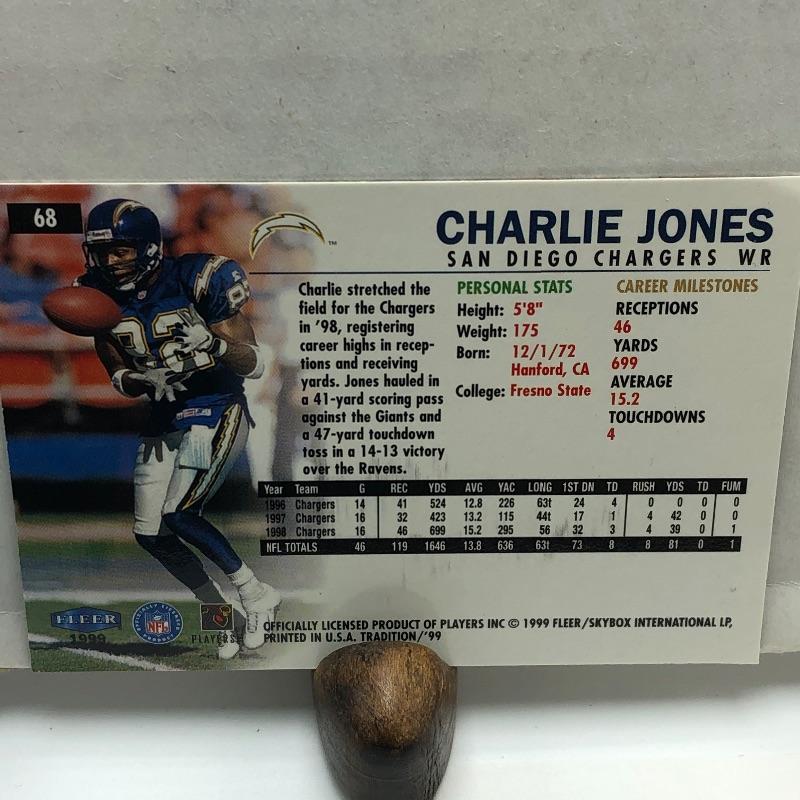 68
CHARLIE JONES
SAN DIEGO CHARGERS WR
Charlie stretched the
field for the Chargers
in '98, registering
career highs in recep-
tions and receiving
yards. Jones hauled in
a 41-yard scoring pass
against the Giants and
a 47-yard touchdown
toss in a 14-13 victory
over the Ravens.
PERSONAL STATS
Height: 5'8"
Weight: 175
Born: 12/1/72
Hanford, CA
College: Fresno State
CAREER MILESTONES
RECEPTIONS
46
YARDS
699
AVERAGE
15.2
TOUCHDOWNS
4
Year Team G REC YDS AVG YAC LONG 1ST DN TD RUSH YDS TD FUM
1996 Chargers 14 41 524 12.8 226 63t 24 4 0 0 0 0
1997 Chargers 16 32 423 13.2 115 44t 17 1 4 42 0 0
1998 Chargers 16 46 699 15.2 295 56 32 3 4 39 0 1
NFL TOTALS 46 119 1646 13.8 636 63t 73 8 8 81 0 1
82
FLEER
1999
OFFICIALLY LICENSED
NFL
PRODUCT
PLAYERS
OFFICIALLY LICENSED PRODUCT OF PLAYERS INC © 1999 FLEER/SKYBOX INTERNATIONAL LP,
PRINTED IN U.S.A. TRADITION/'99